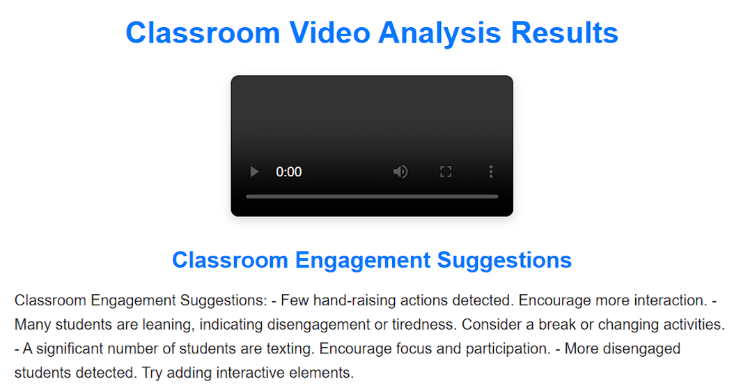 Classroom Video Analysis Results
0:00
Classroom Engagement Suggestions
Classroom Engagement Suggestions: - Few hand-raising actions detected. Encourage more interaction. -
Many students are leaning, indicating disengagement or tiredness. Consider a break or changing activities.
- A significant number of students are texting. Encourage focus and participation. - More disengaged
students detected. Try adding interactive elements.